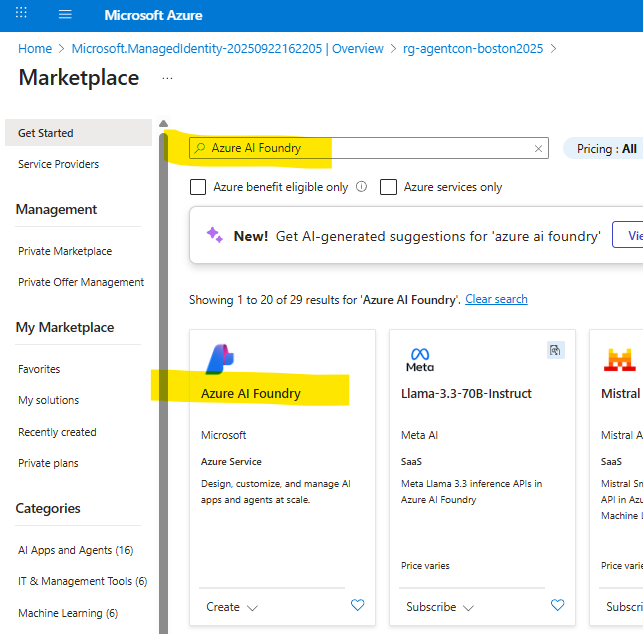 Microsoft Azure
Home > Microsoft.ManagedIdentity-20250922162205 | Overview > rg-agentcon-boston2025 >
Marketplace ...
Get Started
Service Providers
Management
Private Marketplace
Private Offer Management
My Marketplace
Favorites
My solutions
Recently created
Private plans
Categories
AI Apps and Agents (16)
IT & Management Tools (6)
Machine Learning (6)
Azure AI Foundry
Pricing : All
Azure benefit eligible only
Azure services only
New! Get AI-generated suggestions for 'azure ai foundry'
Showing 1 to 20 of 29 results for 'Azure AI Foundry'. Clear search
Azure AI Foundry
Microsoft
Azure Service
Design, customize, and manage AI
apps and agents at scale.
Create
Meta
Llama-3.3-70B-Instruct
Meta AI
SaaS
Meta Llama 3.3 inference APIs in
Azure AI Foundry
Price varies
Subscribe
Mistral
Mistral A
SaaS
Mistral Sm
API in Azu
Machine L
Price varie
Subscri